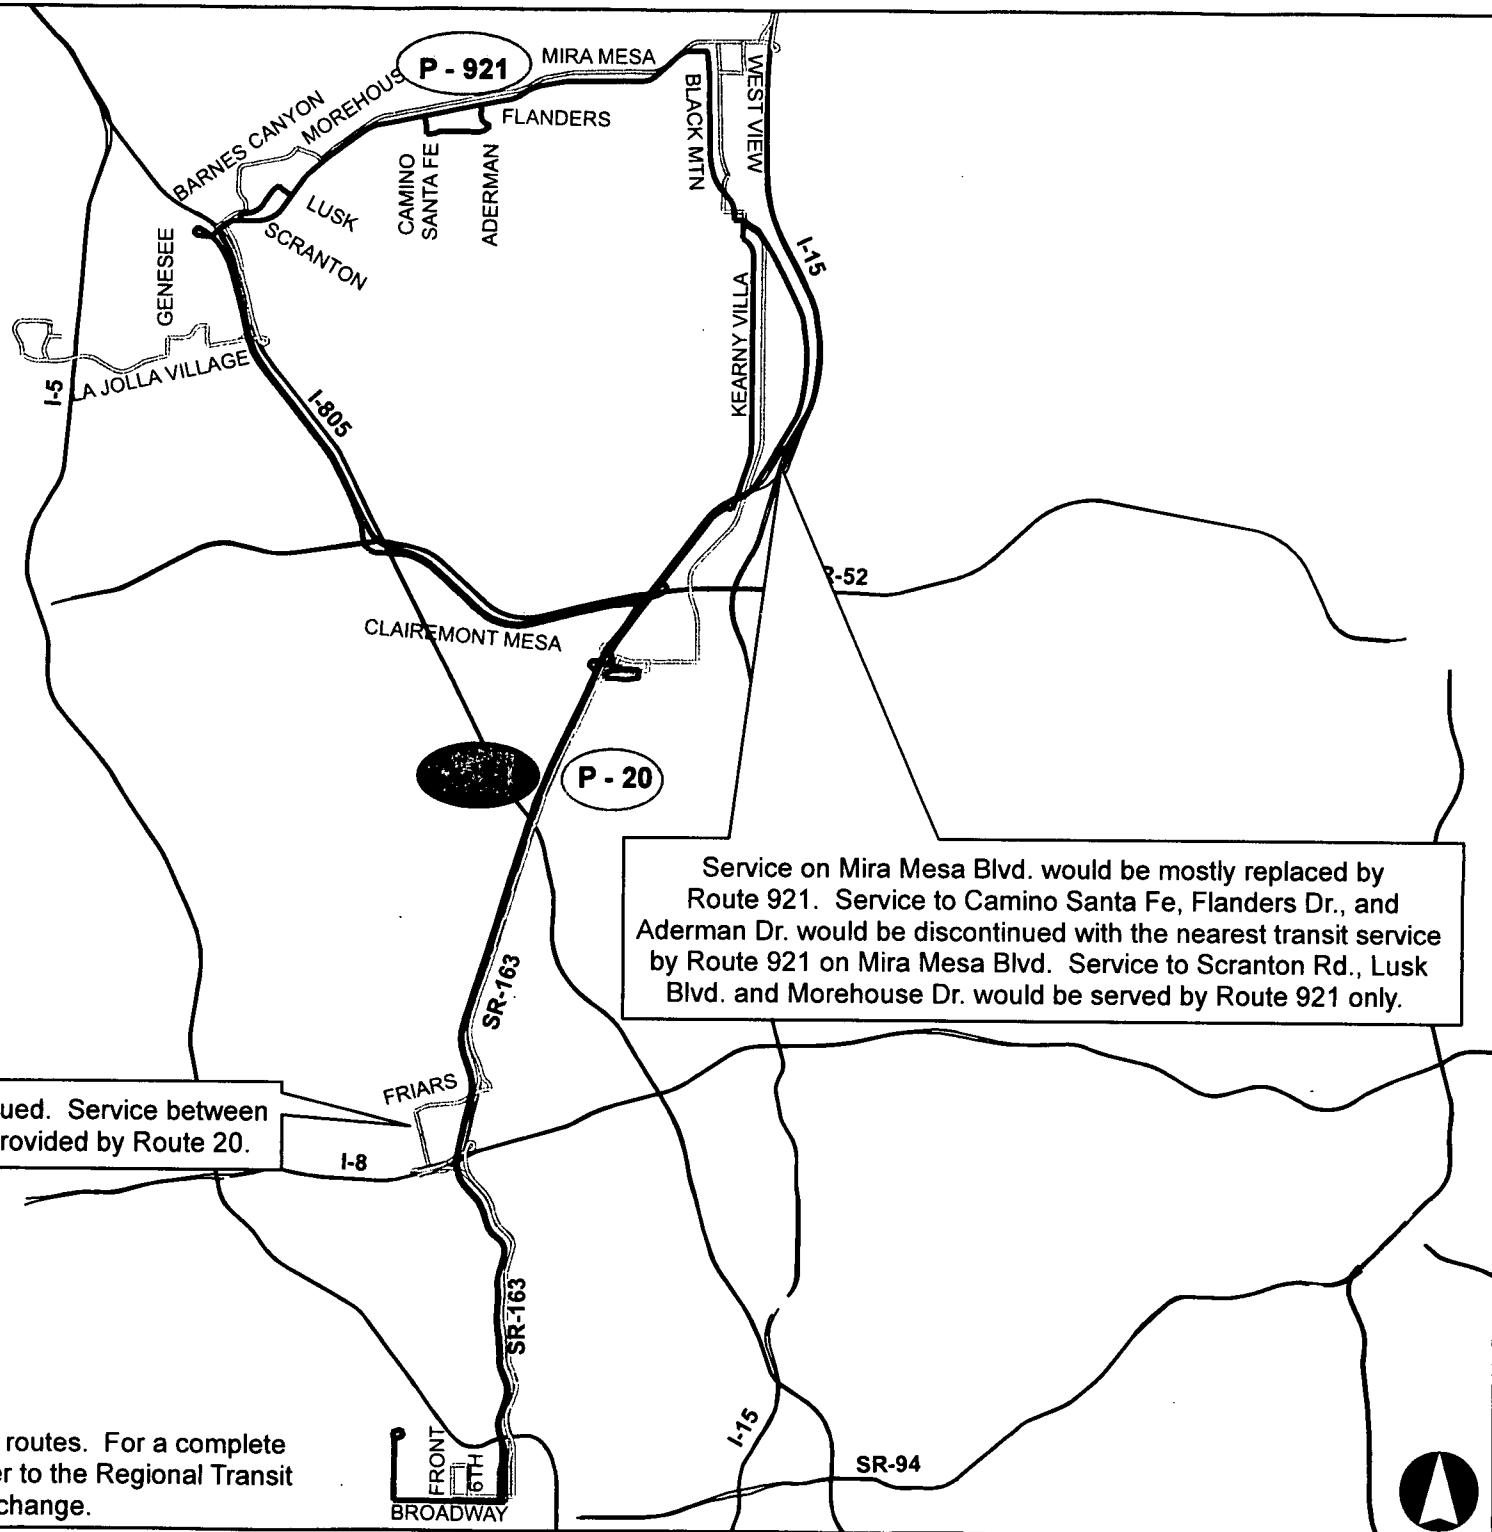 P - 921
MIRA MESA
WEST VIEW
BLACK MTN
BARNES CANYON
MOREHOUS
FLANDERS
CAMINO
SANTA FE
ADERMAN
LUSK
SCRANTON
GENESEE
I-15
KEARNY VILLA
LA JOLLA VILLAGE
I-5
I-805
R-52
CLAIREMONT MESA
P - 20
Service on Mira Mesa Blvd. would be mostly replaced by
Route 921. Service to Camino Santa Fe, Flanders Dr., and
Aderman Dr. would be discontinued with the nearest transit service
by Route 921 on Mira Mesa Blvd. Service to Scranton Rd., Lusk
Blvd. and Morehouse Dr. would be served by Route 921 only.
SR-163
FRIARS
ued. Service between
rovided by Route 20.
I-8
SR-163
I-15
SR-94
routes. For a complete
er to the Regional Transit
change.
FRONT
6TH
BROADWAY